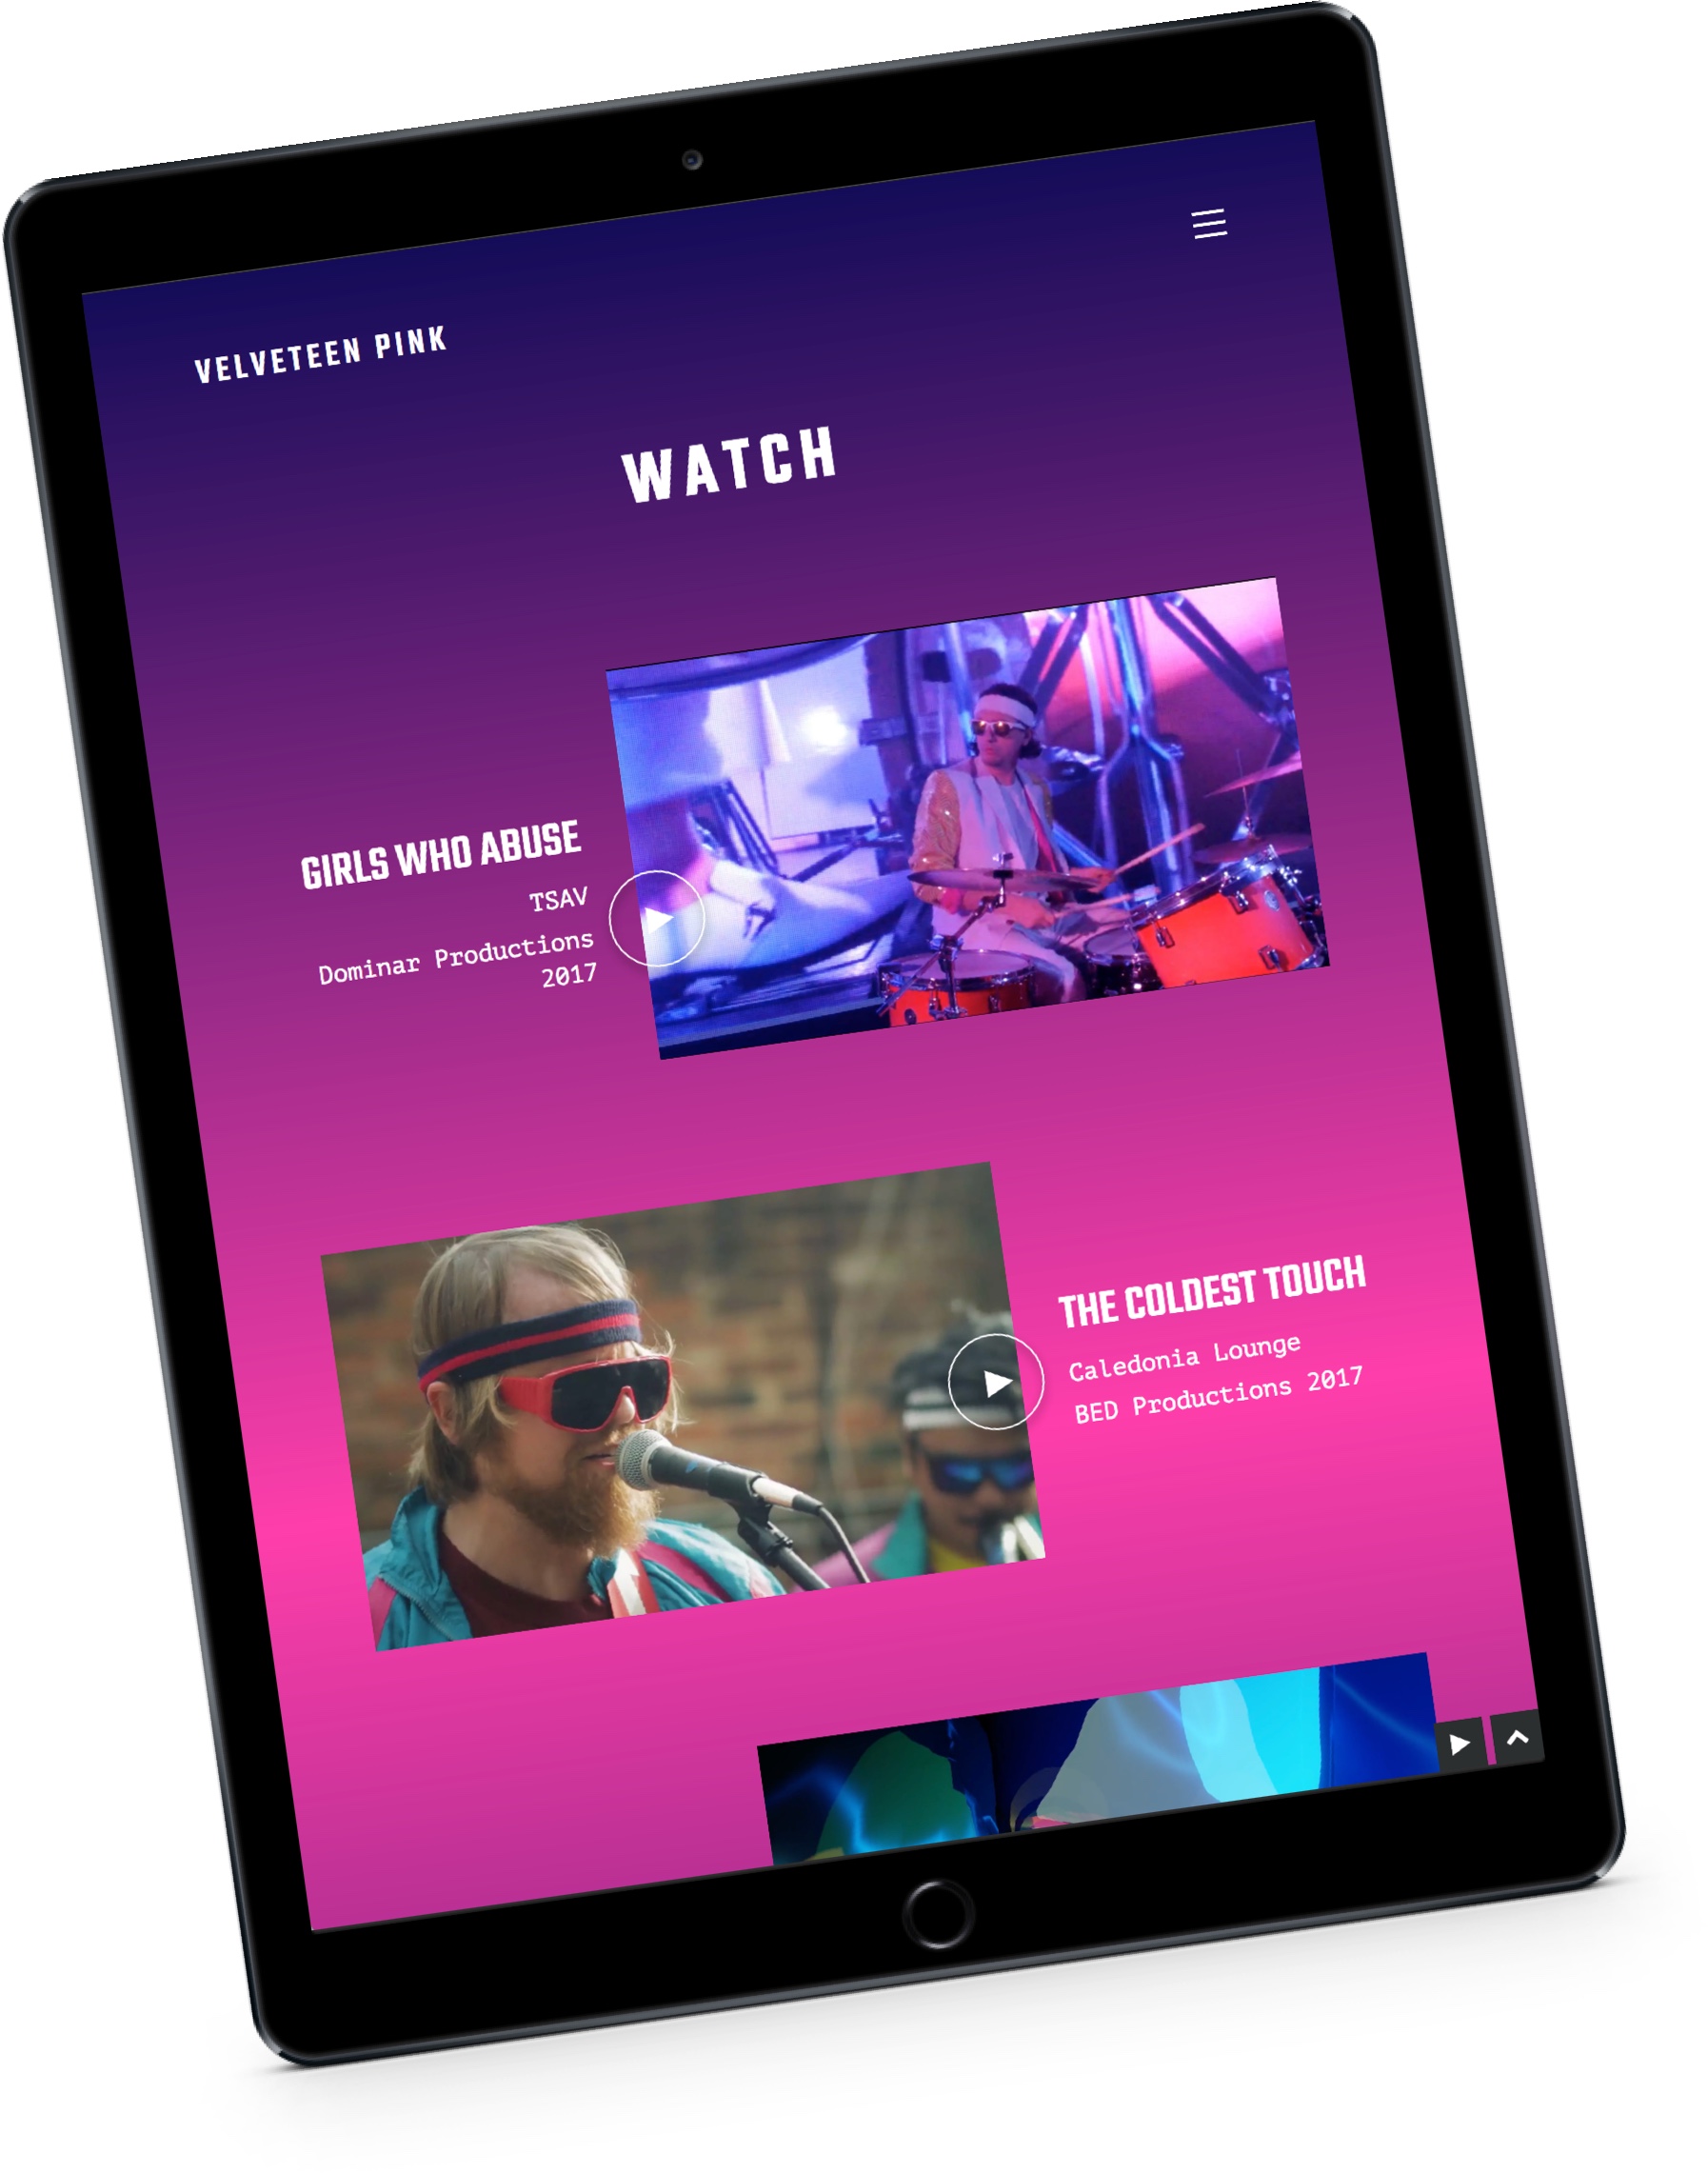 VELVETEEN PINK
WATCH
GIRLS WHO ABUSE
TSAV
Dominar Productions
2017
THE COLDEST TOUCH
Caledonia Lounge
BED Productions 2017